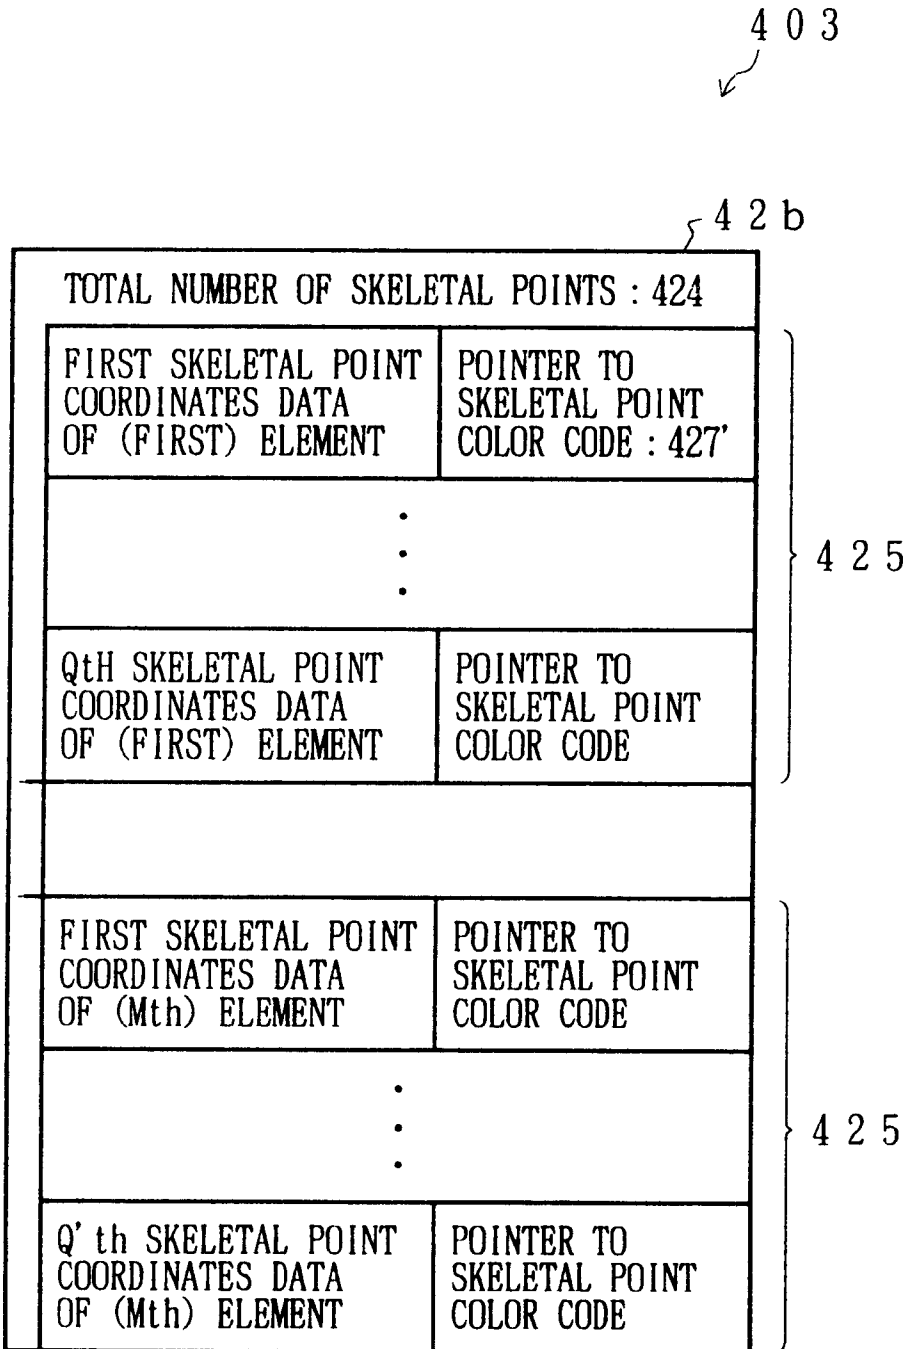 403
42b
TOTAL NUMBER OF SKELETAL POINTS : 424
FIRST SKELETAL POINT
COORDINATES DATA
OF (FIRST) ELEMENT
POINTER TO
SKELETAL POINT
COLOR CODE : 427'
425
QtH SKELETAL POINT
COORDINATES DATA
OF (FIRST) ELEMENT
POINTER TO
SKELETAL POINT
COLOR CODE
FIRST SKELETAL POINT
COORDINATES DATA
OF (Mth) ELEMENT
POINTER TO
SKELETAL POINT
COLOR CODE
425
Q' th SKELETAL POINT
COORDINATES DATA
OF (Mth) ELEMENT
POINTER TO
SKELETAL POINT
COLOR CODE